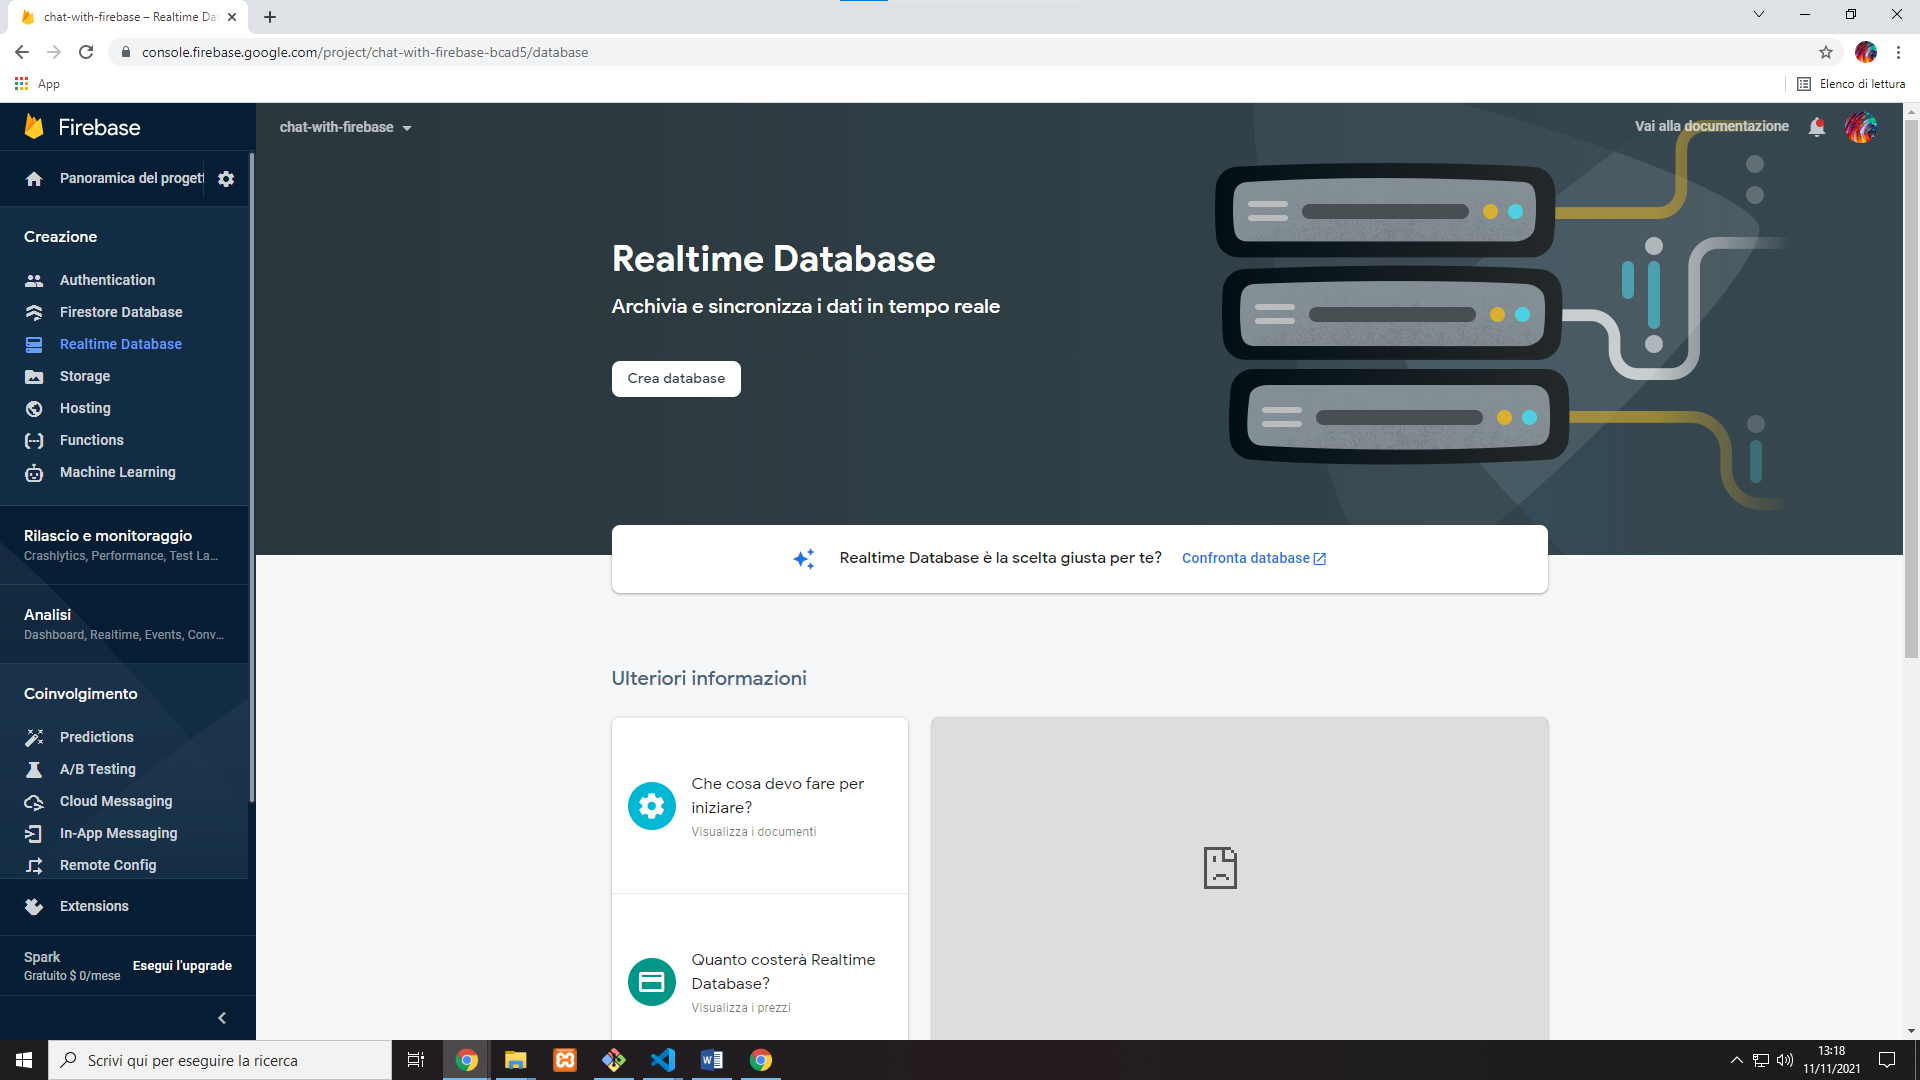 chat-with-firebase – Realtime Da
console.firebase.google.com/project/chat-with-firebase-bcad5/database
App
Elenco di lettura
Firebase
chat-with-firebase
Vai alla documentazione
Panoramica del proget
Creazione
Authentication
Firestore Database
Realtime Database
Storage
Hosting
Functions
Machine Learning
Rilascio e monitoraggio
Crashlytics, Performance, Test La...
Analisi
Dashboard, Realtime, Events, Conv...
Coinvolgimento
Predictions
A/B Testing
Cloud Messaging
In-App Messaging
Remote Config
Extensions
Spark
Gratuito $ 0/mese
Esegui l'upgrade
Realtime Database
Archivia e sincronizza i dati in tempo reale
Crea database
Realtime Database è la scelta giusta per te? Confronta database
Ulteriori informazioni
Che cosa devo fare per
iniziare?
Visualizza i documenti
Quanto costerà Realtime
Database?
Visualizza i prezzi
Scrivi qui per eseguire la ricerca
13:18
11/11/2021